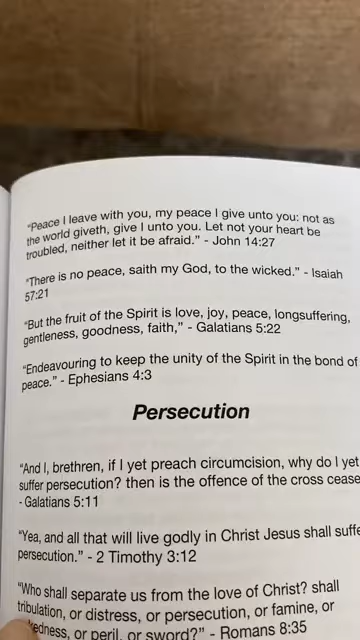 “Peace I leave with you, my peace I give unto you: not as
the world giveth, give I unto you. Let not your heart be
troubled, neither let it be afraid.” - John 14:27
“There is no peace, saith my God, to the wicked.” - Isaiah
57:21
“But the fruit of the Spirit is love, joy, peace, longsuffering,
gentleness, goodness, faith,” - Galatians 5:22
“Endeavouring to keep the unity of the Spirit in the bond of
peace.” - Ephesians 4:3
Persecution
“And I, brethren, if I yet preach circumcision, why do I yet
suffer persecution? then is the offence of the cross cease
- Galatians 5:11
“Yea, and all that will live godly in Christ Jesus shall suffe
persecution.” - 2 Timothy 3:12
“Who shall separate us from the love of Christ? shall
tribulation, or distress, or persecution, or famine, or
kedness, or peril, or sword?” - Romans 8:35